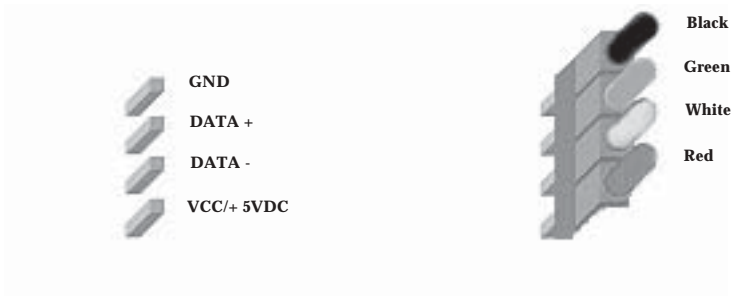 GND
DATA +
DATA -
VCC/+ 5VDC
Black
Green
White
Red